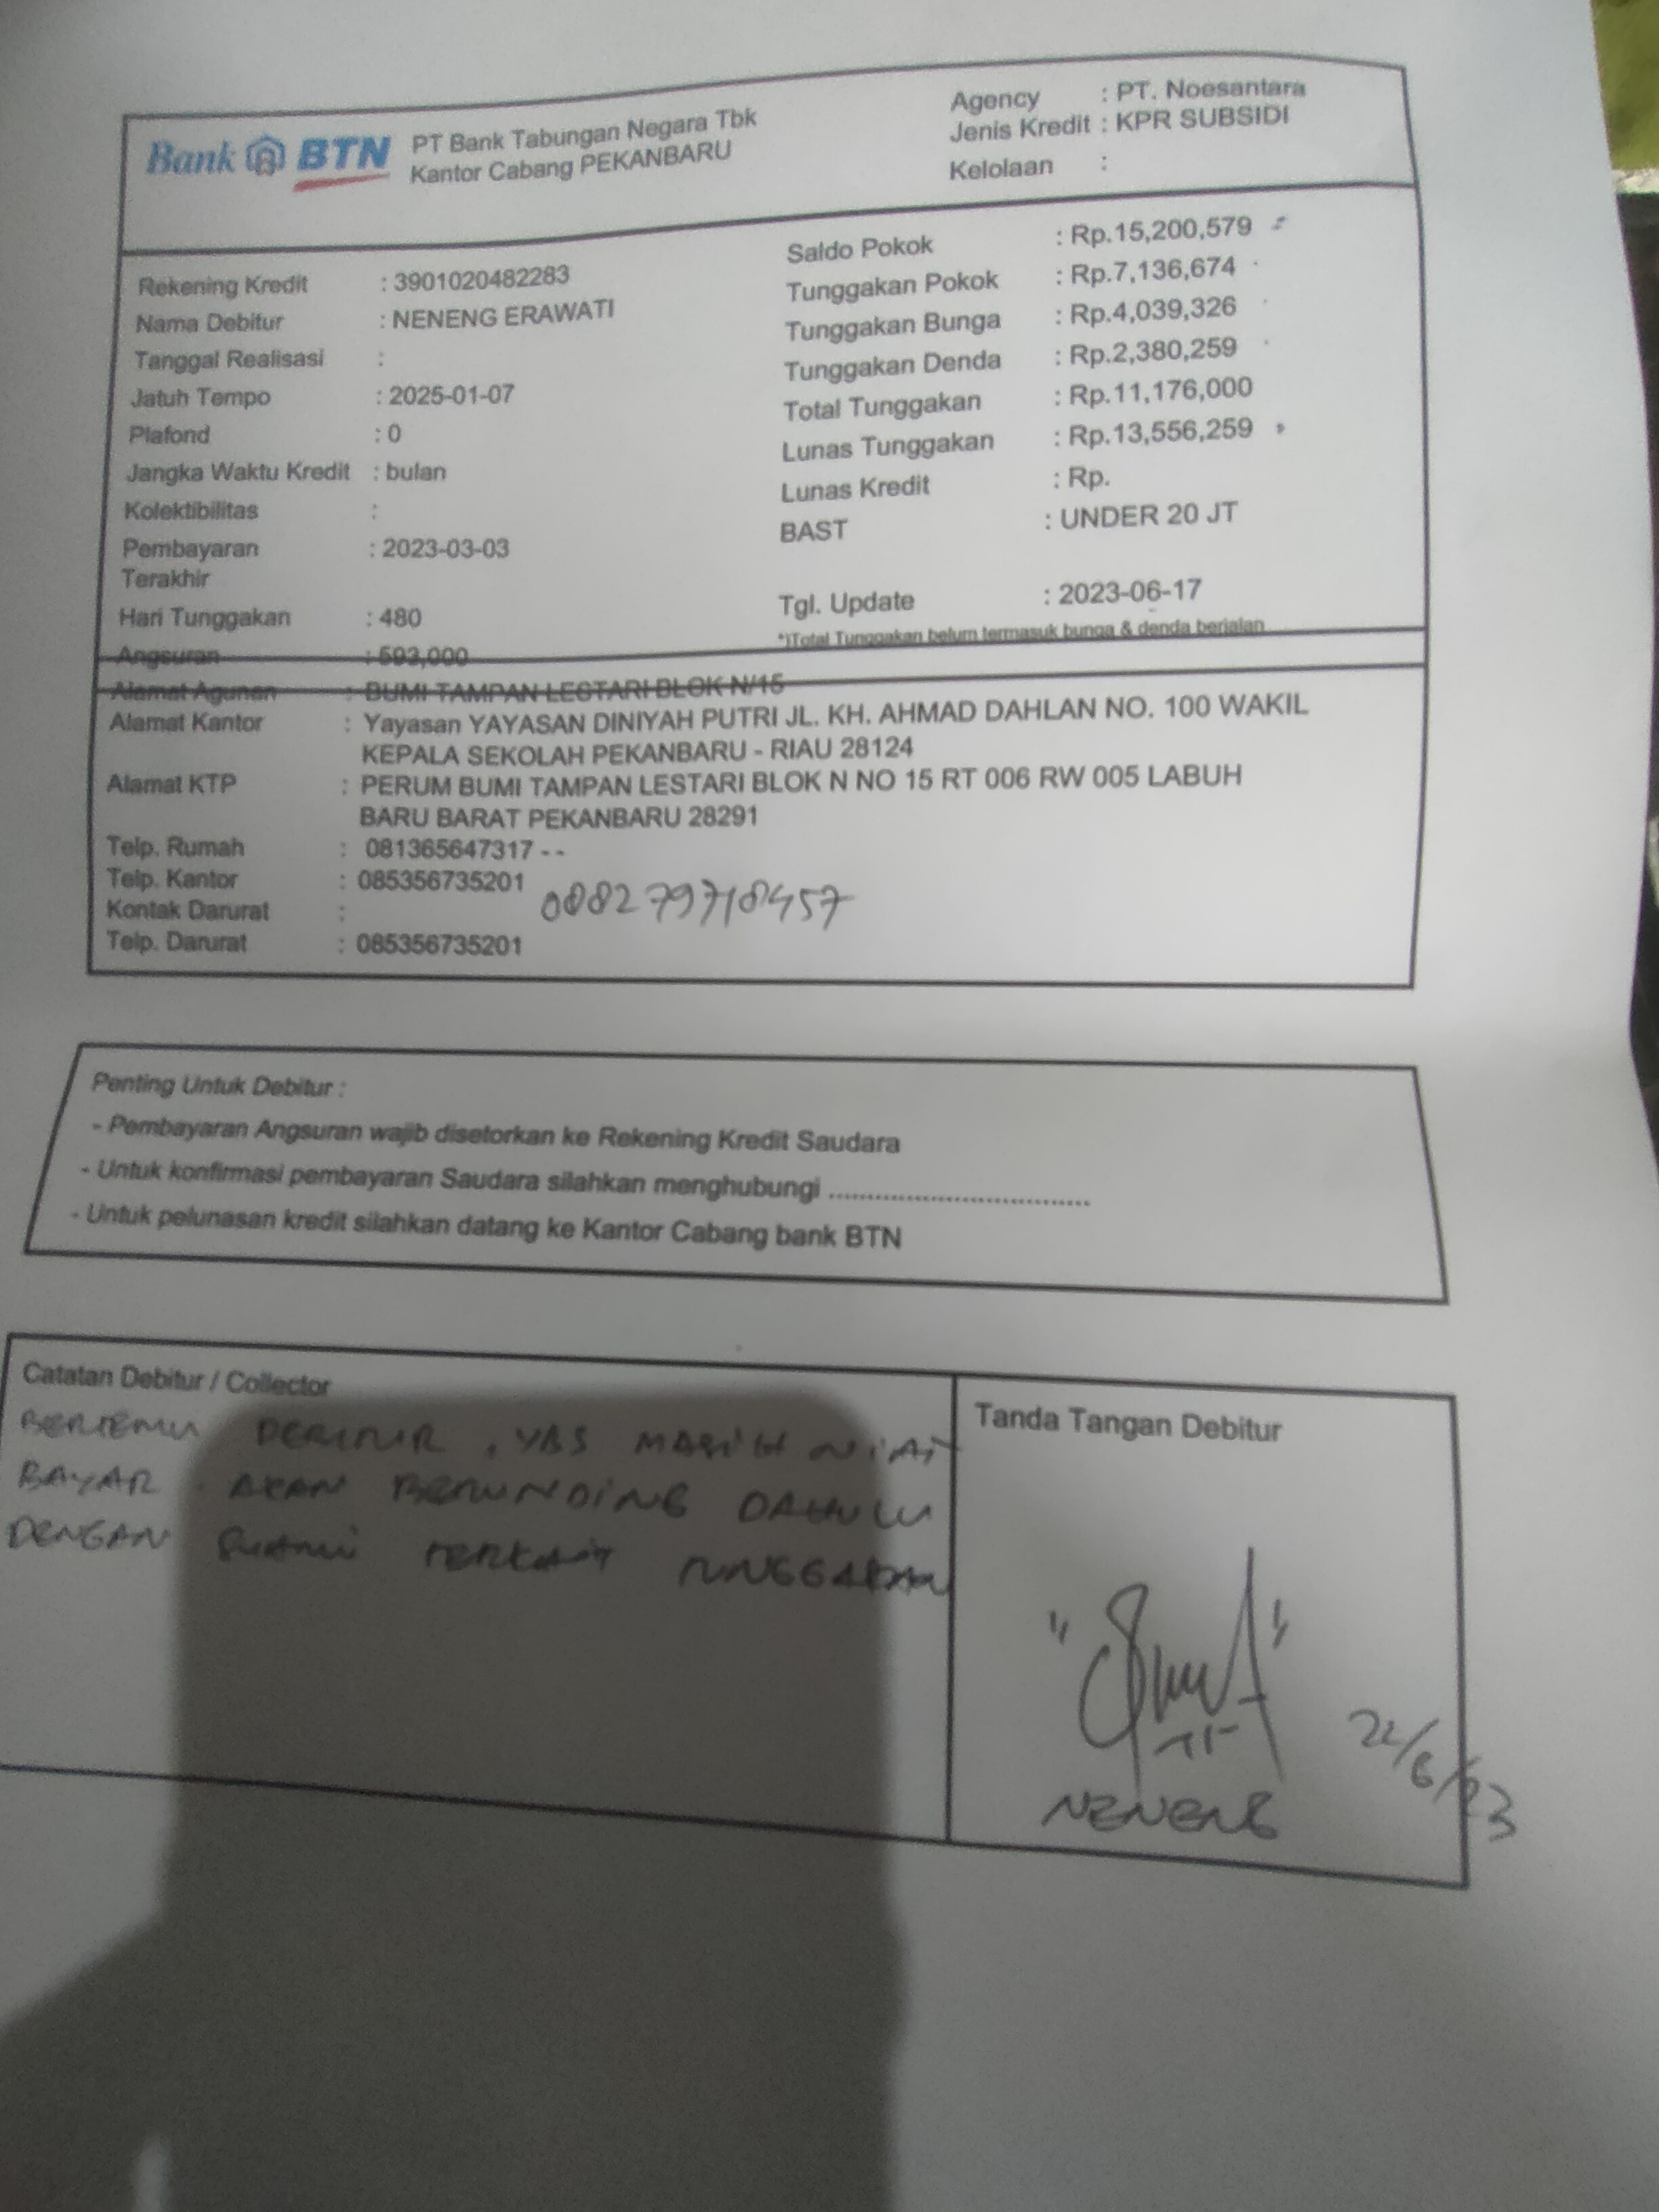 Bank BTN PT Bank Tabungan Negara Tbk
Kantor Cabang PEKANBARU
Agency : PT. Noesantara
Jenis Kredit : KPR SUBSIDI
Kelolaan :
Rekening Kredit : 3901020482283
Nama Debitur : NENENG ERAWATI
Tanggal Realisasi :
Jatuh Tempo : 2025-01-07
Plafond : 0
Jangka Waktu Kredit : bulan
Kolektibilitas :
Pembayaran : 2023-03-03
Terakhir
Hari Tunggakan : 480
Angsuran : 593,000
Saldo Pokok : Rp.15,200,579
Tunggakan Pokok : Rp.7,136,674
Tunggakan Bunga : Rp.4,039,326
Tunggakan Denda : Rp.2,380,259
Total Tunggakan : Rp.11,176,000
Lunas Tunggakan : Rp.13,556,259
Lunas Kredit : Rp.
BAST : UNDER 20 JT
Tgl. Update : 2023-06-17
*)Total Tunggakan belum termasuk bunga & denda berjalan
Alamat Agunan : BUMI TAMPAN LESTARI BLOK N/15
Alamat Kantor : Yayasan YAYASAN DINIYAH PUTRI JL. KH. AHMAD DAHLAN NO. 100 WAKIL
KEPALA SEKOLAH PEKANBARU - RIAU 28124
Alamat KTP : PERUM BUMI TAMPAN LESTARI BLOK N NO 15 RT 006 RW 005 LABUH
BARU BARAT PEKANBARU 28291
Telp. Rumah : 081365647317 - -
Telp. Kantor : 085356735201
088279718457
Kontak Darurat :
Telp. Darurat : 085356735201
Penting Untuk Debitur :
- Pembayaran Angsuran wajib disetorkan ke Rekening Kredit Saudara
- Untuk konfirmasi pembayaran Saudara silahkan menghubungi ..................................
- Untuk pelunasan kredit silahkan datang ke Kantor Cabang bank BTN
Catatan Debitur / Collector
BERTEMU DEBITUR, YBS MASIH NIAT
BAYAR. AKAN BERUNDING DAHULU
DENGAN SUAMI TERKAIT TUNGGAKAN
Tanda Tangan Debitur
NENENG
22/6/23